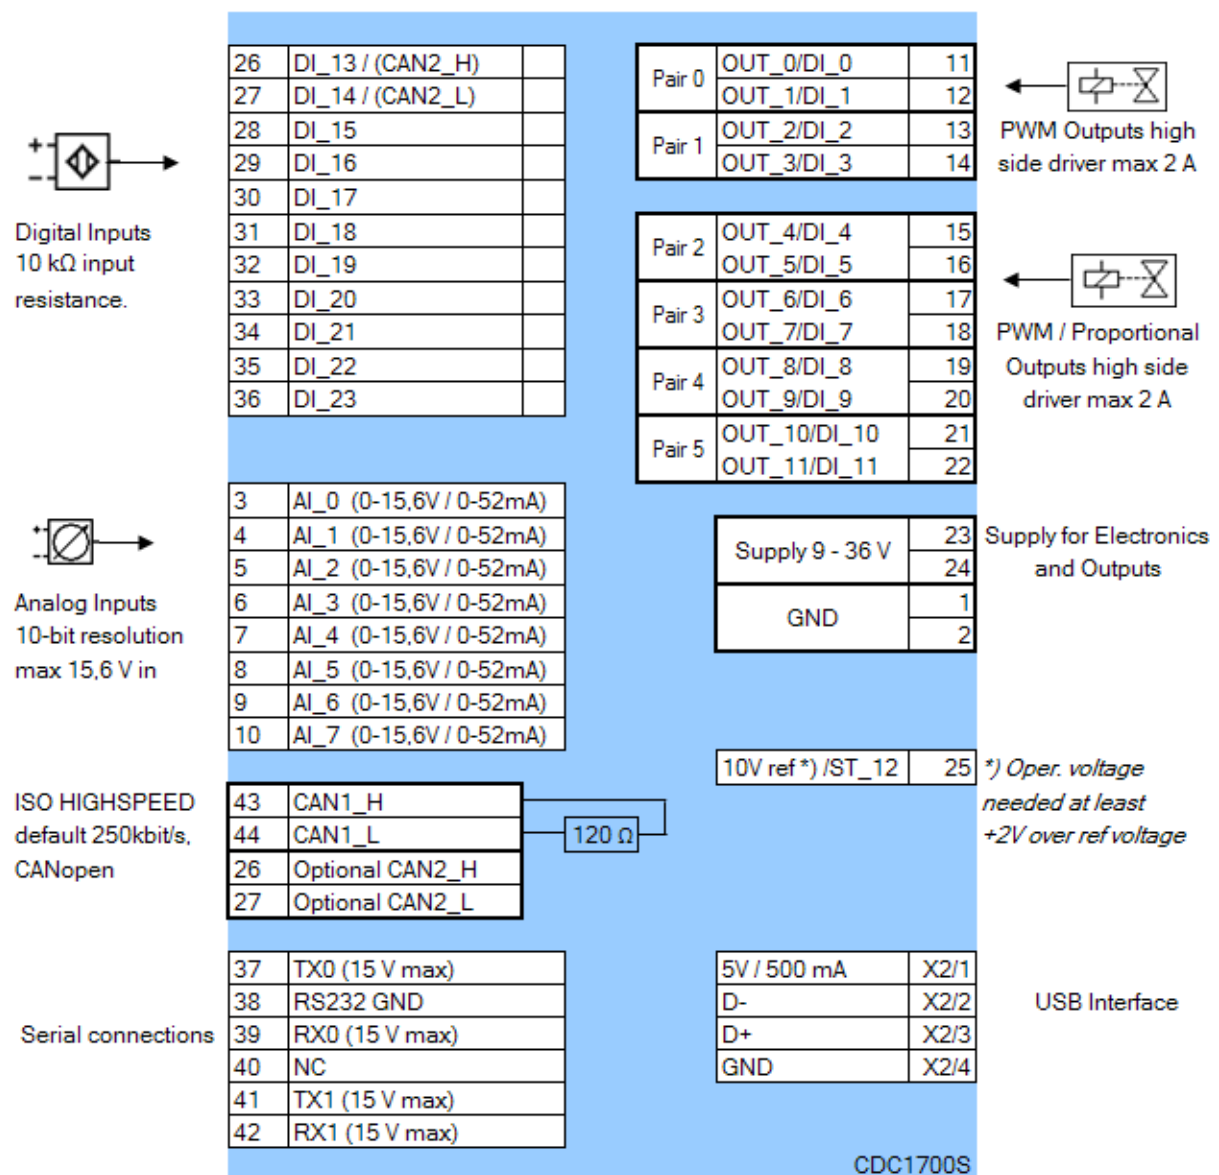 26 DI_13 / (CAN2_H)
27 DI_14 / (CAN2_L)
28 DI_15
29 DI_16
30 DI_17
31 DI_18
32 DI_19
33 DI_20
34 DI_21
35 DI_22
36 DI_23
+
--
Digital Inputs
10 kΩ input
resistance.
Pair 0
OUT_0/DI_0 11
OUT_1/DI_1 12
Pair 1
OUT_2/DI_2 13
OUT_3/DI_3 14
PWM Outputs high
side driver max 2 A
Pair 2
OUT_4/DI_4 15
OUT_5/DI_5 16
Pair 3
OUT_6/DI_6 17
OUT_7/DI_7 18
Pair 4
OUT_8/DI_8 19
OUT_9/DI_9 20
Pair 5
OUT_10/DI_10 21
OUT_11/DI_11 22
PWM / Proportional
Outputs high side
driver max 2 A
3 AI_0 (0-15,6V / 0-52mA)
4 AI_1 (0-15,6V / 0-52mA)
5 AI_2 (0-15,6V / 0-52mA)
6 AI_3 (0-15,6V / 0-52mA)
7 AI_4 (0-15,6V / 0-52mA)
8 AI_5 (0-15,6V / 0-52mA)
9 AI_6 (0-15,6V / 0-52mA)
10 AI_7 (0-15,6V / 0-52mA)
+
--
Analog Inputs
10-bit resolution
max 15,6 V in
Supply 9 - 36 V
23
24
GND
1
2
Supply for Electronics
and Outputs
10V ref *) /ST_12 25
*) Oper. voltage
needed at least
+2V over ref voltage
ISO HIGHSPEED
default 250kbit/s,
CANopen
43 CAN1_H
44 CAN1_L
120 Ω
26 Optional CAN2_H
27 Optional CAN2_L
Serial connections
37 TX0 (15 V max)
38 RS232 GND
39 RX0 (15 V max)
40 NC
41 TX1 (15 V max)
42 RX1 (15 V max)
5V / 500 mA X2/1
D- X2/2
D+ X2/3
GND X2/4
USB Interface
CDC1700S